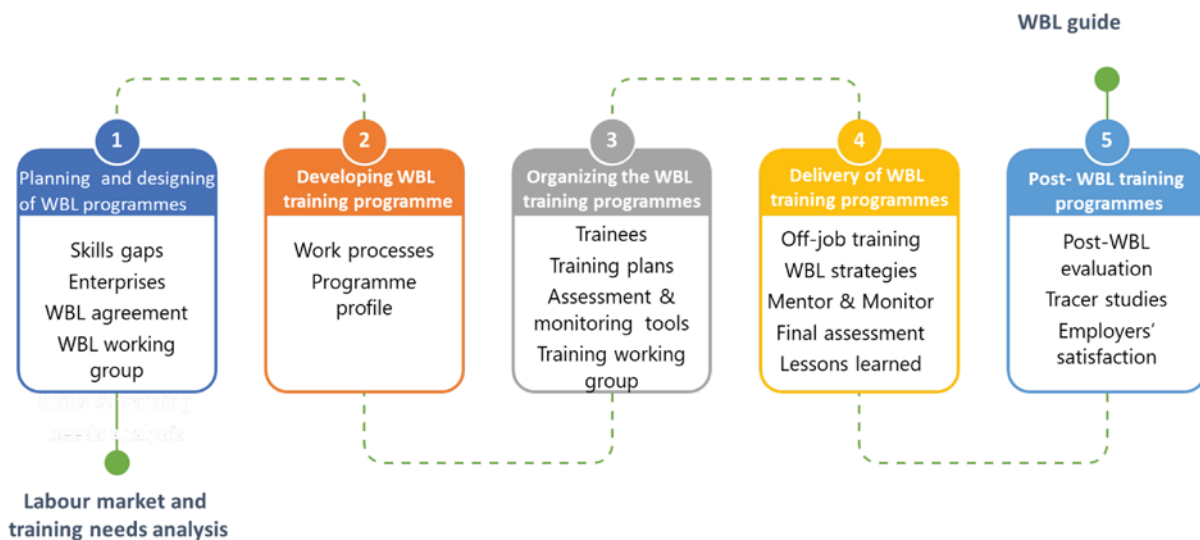 WBL guide
1
Planning and designing
of WBL programmes
Skills gaps
Enterprises
WBL agreement
WBL working
group
Labour market and
training needs analysis
2
Developing WBL
training programme
Work processes
Programme
profile
3
Organizing the WBL
training programmes
Trainees
Training plans
Assessment &
monitoring tools
Training working
group
4
Delivery of WBL
training programmes
Off-job training
WBL strategies
Mentor & Monitor
Final assessment
Lessons learned
5
Post- WBL training
programmes
Post-WBL
evaluation
Tracer studies
Employers’
satisfaction